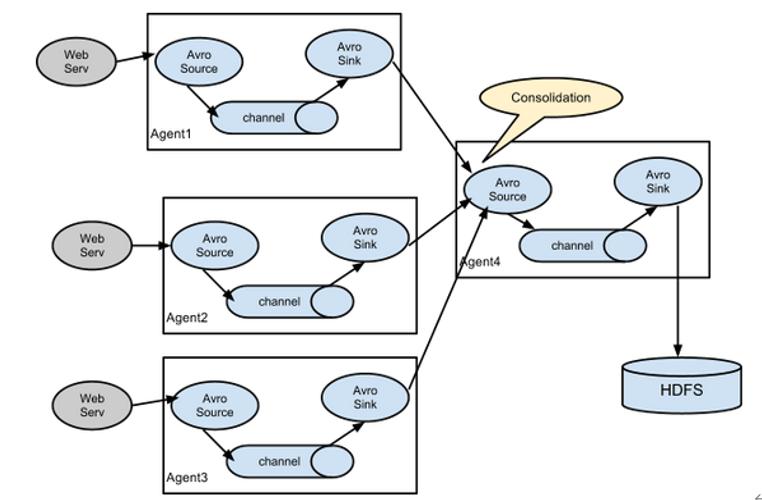 Web
Serv
Avro
Source
Avro
Sink
channel
Agent1
Consolidation
Web
Serv
Avro
Source
Avro
Sink
channel
Agent2
Web
Serv
Avro
Source
Avro
Sink
channel
Agent3
Avro
Source
Avro
Sink
channel
Agent4
HDFS